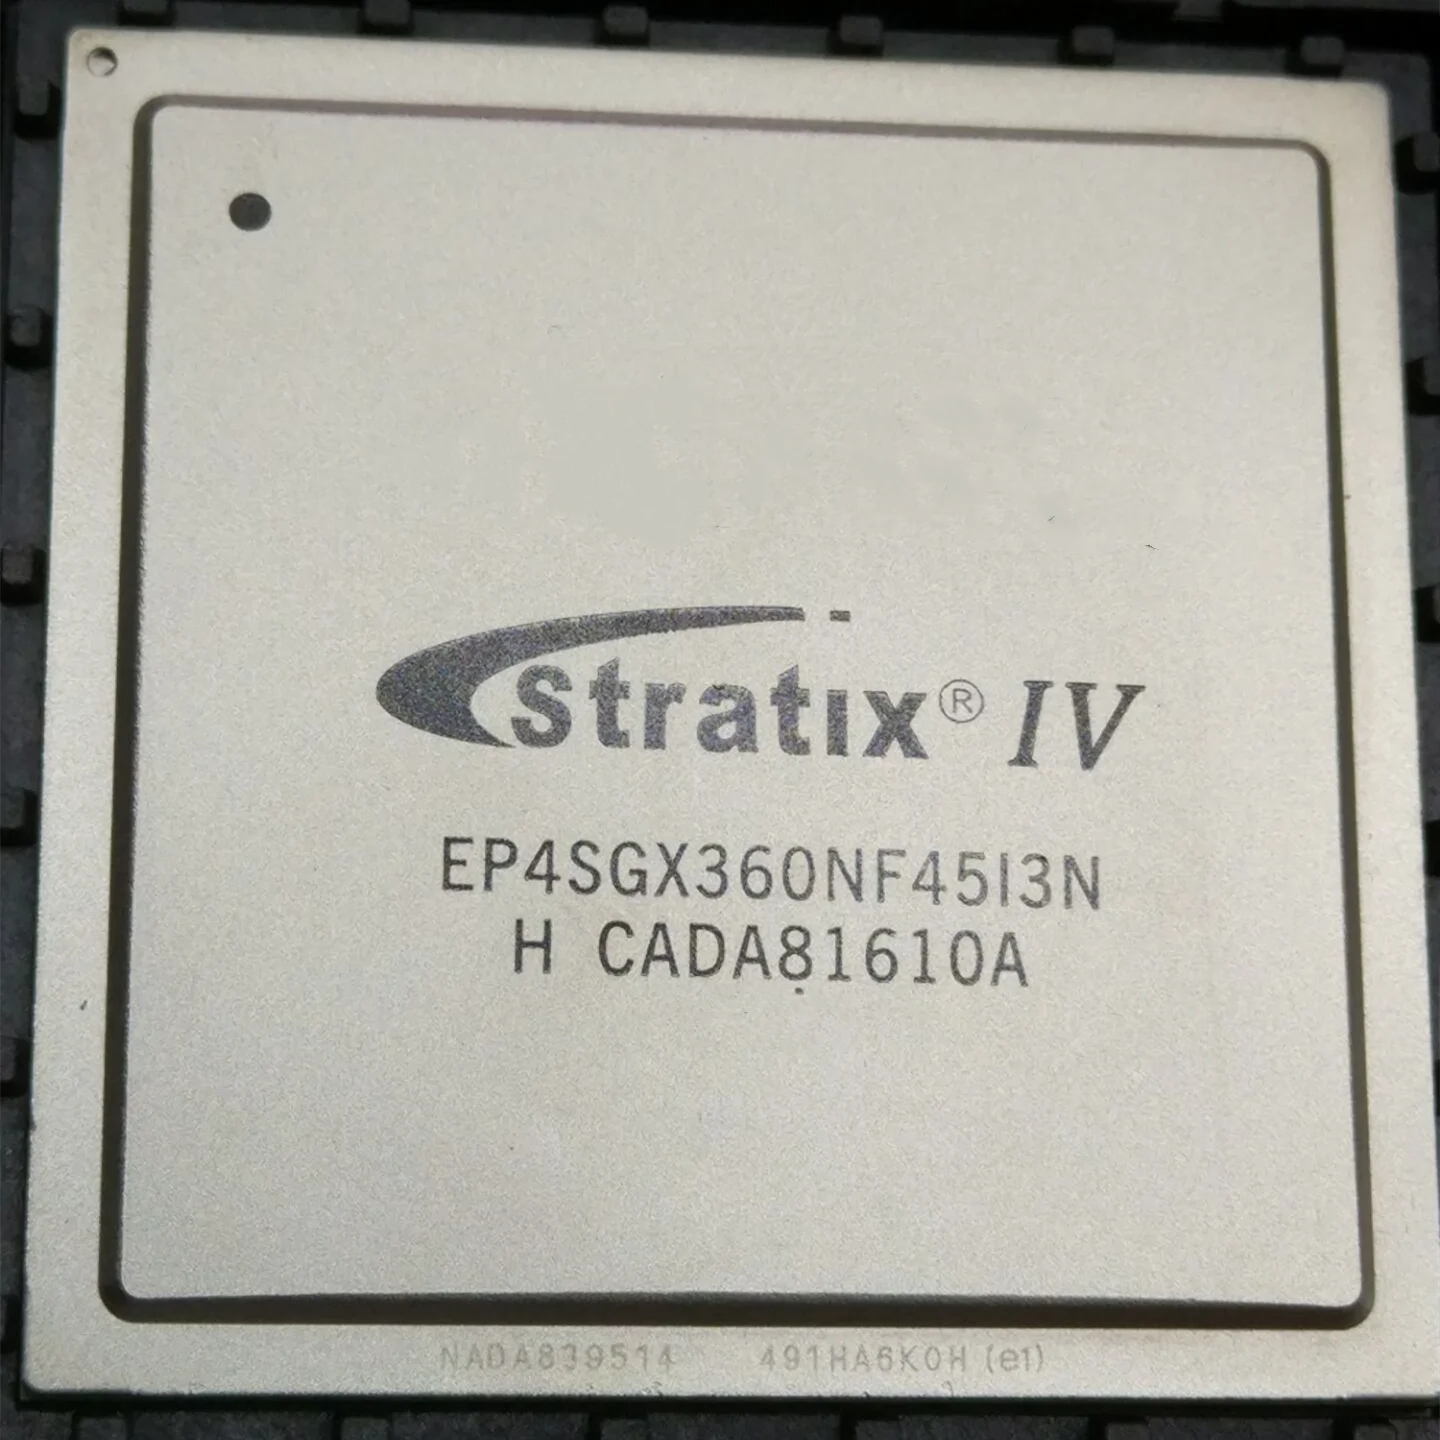 Stratix® IV
EP4SGX360NF45I3N
H CADA81610A
NADA839514 491HA6K0H (e1)